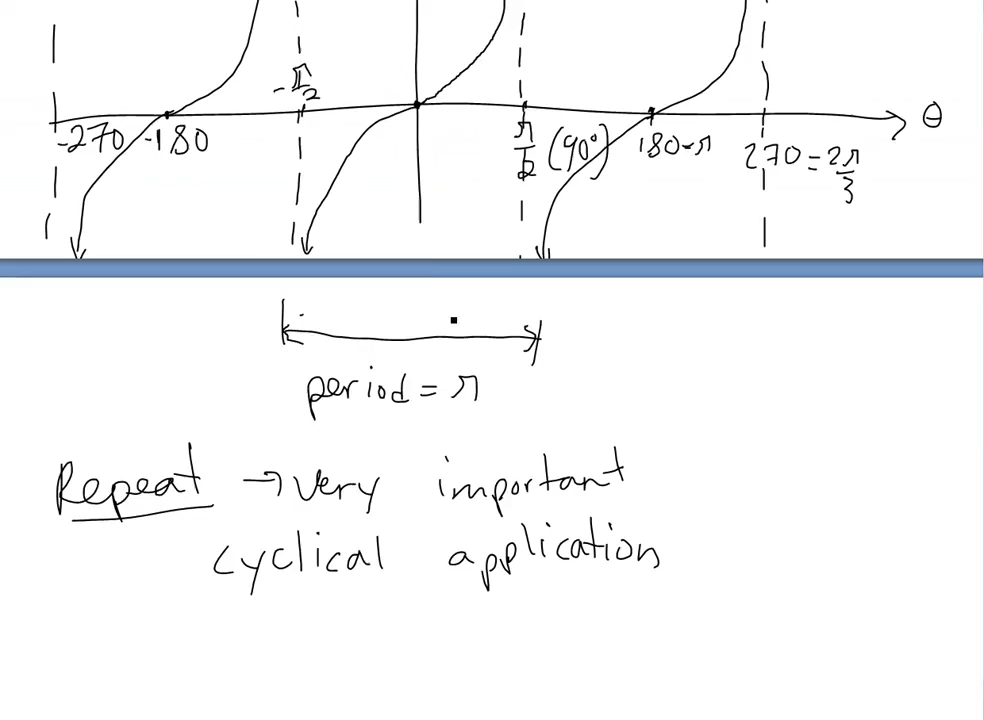 -π/2
θ
-270 -180
π/2 (90°)
180=π
270 = 2π/3
period = π
Repeat → very important
cyclical application